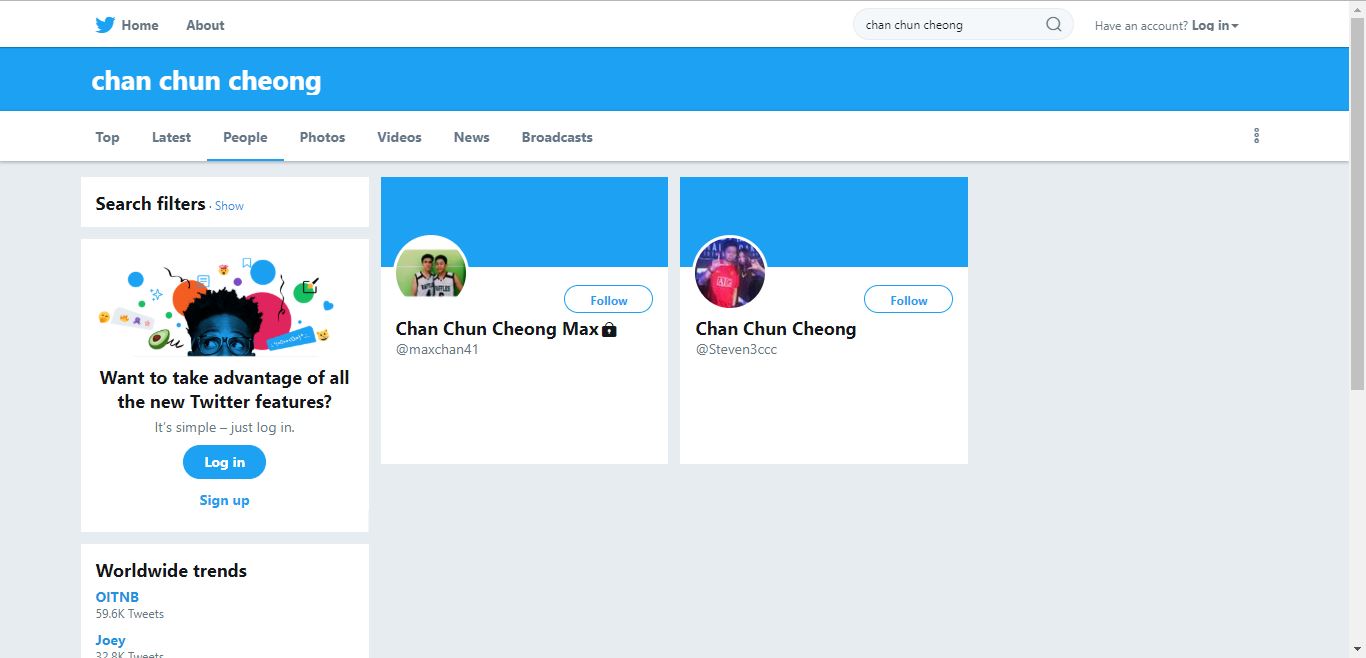 Home About chan chun cheong Have an account? Log in
chan chun cheong
Top Latest People Photos Videos News Broadcasts
Search filters · Show
Want to take advantage of all
the new Twitter features?
It's simple – just log in.
Log in
Sign up
Worldwide trends
OITNB
59.6K Tweets
Joey
32.8K Tweets
Follow
Chan Chun Cheong Max
@maxchan41
Follow
Chan Chun Cheong
@Steven3ccc